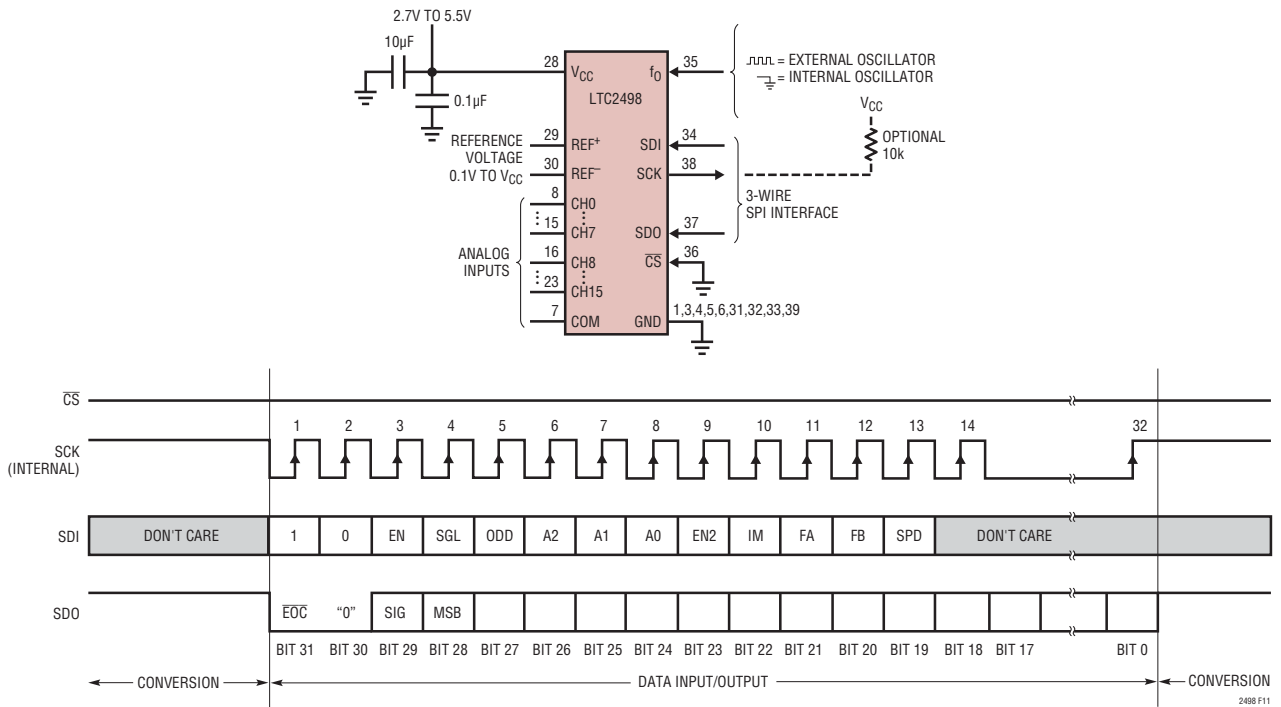 2.7V TO 5.5V
10µF
0.1µF
28 VCC
fO 35
LTC2498
= EXTERNAL OSCILLATOR
= INTERNAL OSCILLATOR
VCC
OPTIONAL
10k
REFERENCE
VOLTAGE
0.1V TO VCC
29 REF+
30 REF–
SDI 34
SCK 38
3-WIRE
SPI INTERFACE
SDO 37
CS 36
ANALOG
INPUTS
8 CH0
15 CH7
16 CH8
23 CH15
7 COM
GND 1,3,4,5,6,31,32,33,39
CS
SCK
(INTERNAL)
1 2 3 4 5 6 7 8 9 10 11 12 13 14 32
SDI DON'T CARE 1 0 EN SGL ODD A2 A1 A0 EN2 IM FA FB SPD DON'T CARE
SDO EOC “0” SIG MSB
BIT 31 BIT 30 BIT 29 BIT 28 BIT 27 BIT 26 BIT 25 BIT 24 BIT 23 BIT 22 BIT 21 BIT 20 BIT 19 BIT 18 BIT 17 BIT 0
CONVERSION DATA INPUT/OUTPUT CONVERSION
2498 F11